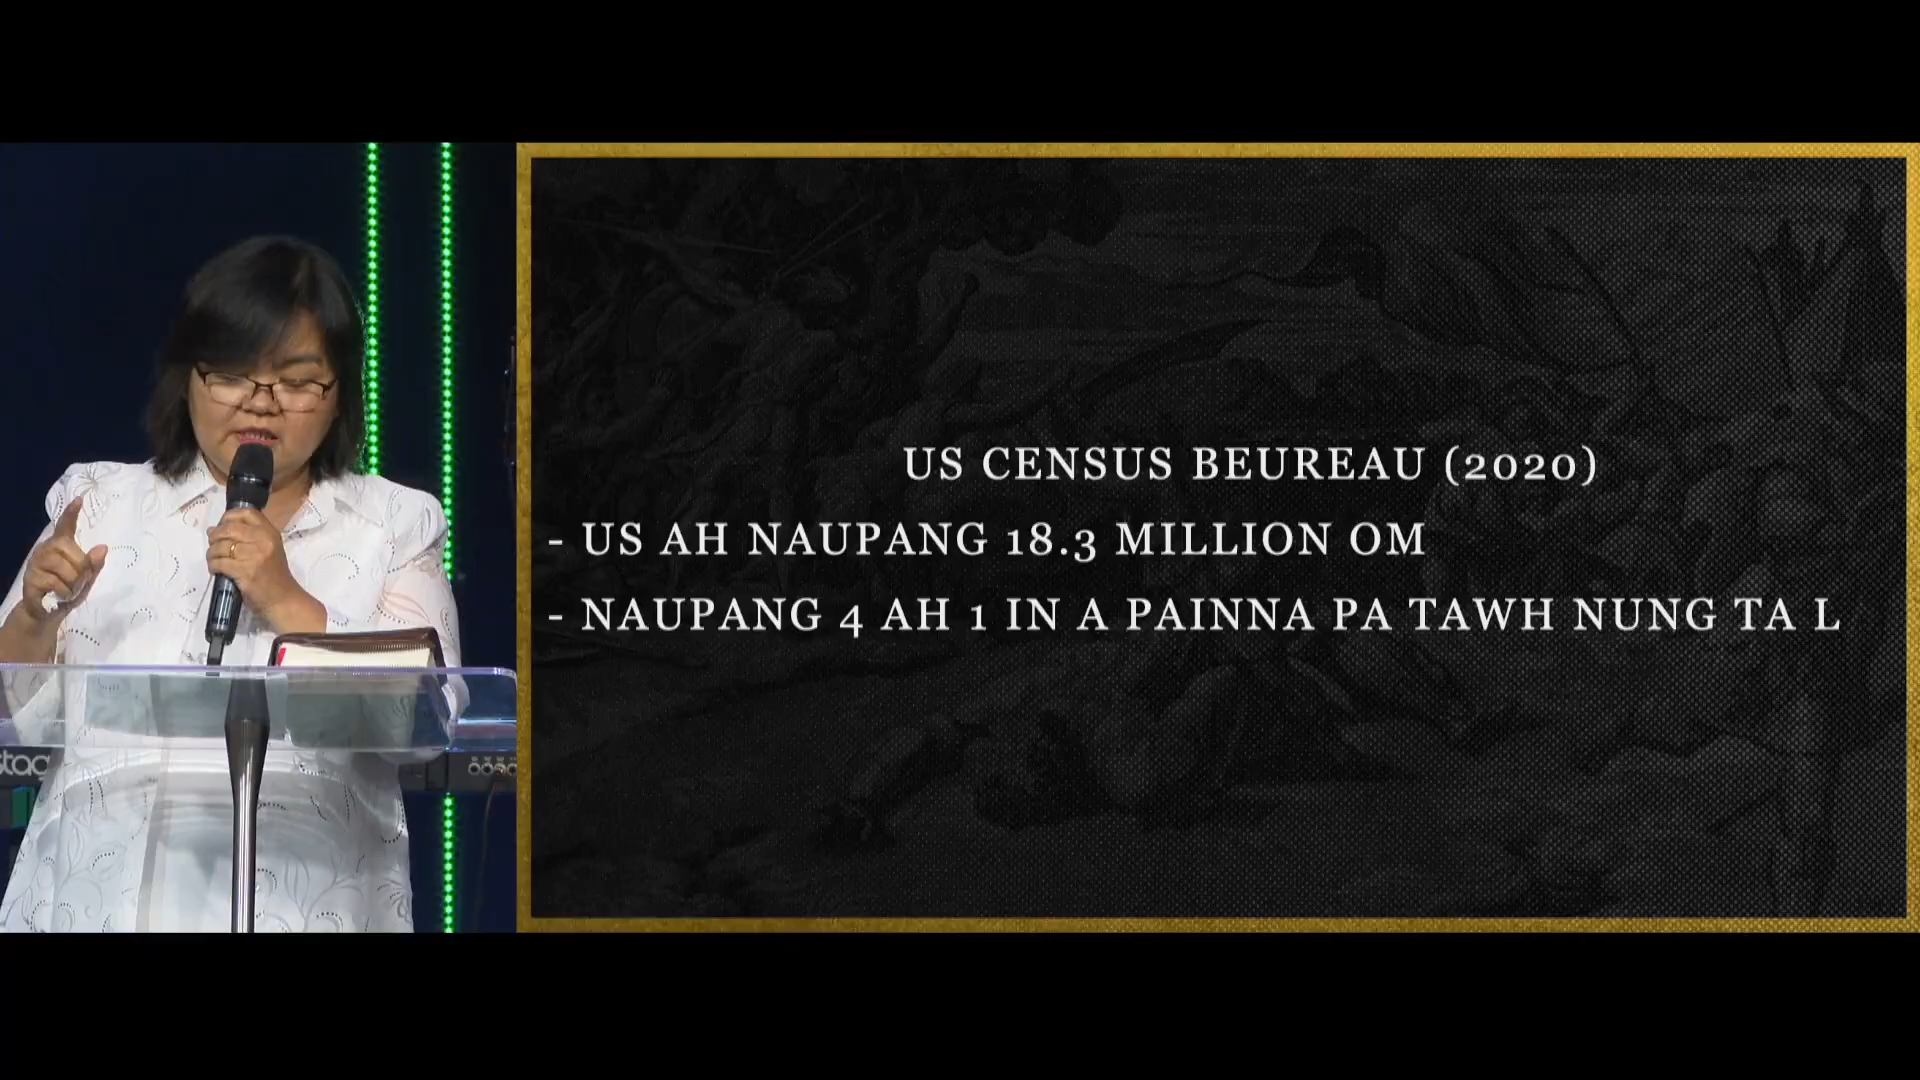 US CENSUS BEUREAU (2020)
- US AH NAUPANG 18.3 MILLION OM
- NAUPANG 4 AH 1 IN A PAINNA PA TAWH NUNG TA L
stag